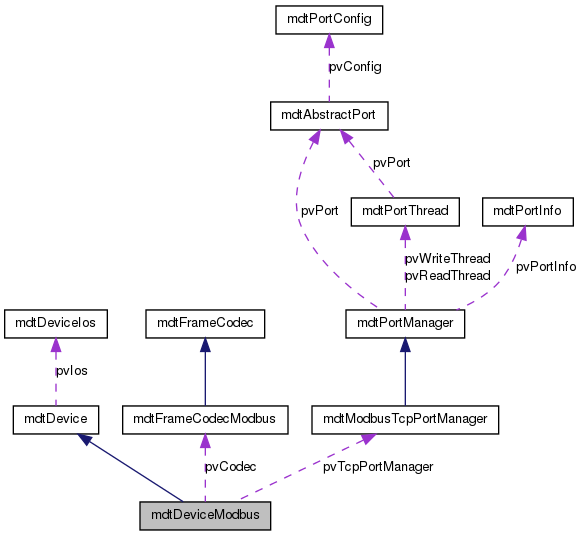 mdtPortConfig
pvConfig
mdtAbstractPort
pvPort
mdtPortThread
mdtPortInfo
pvPort
pvWriteThread
pvReadThread
pvPortInfo
mdtDeviceIos
mdtFrameCodec
mdtPortManager
pvIos
mdtDevice
mdtFrameCodecModbus
mdtModbusTcpPortManager
pvCodec
pvTcpPortManager
mdtDeviceModbus